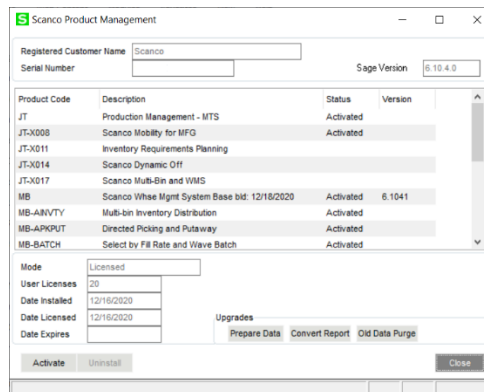 S Scanco Product Management
Registered Customer Name Scanco
Serial Number Sage Version 6.10.4.0
Product Code Description Status Version
JT Production Management - MTS Activated
JT-X008 Scanco Mobility for MFG Activated
JT-X011 Inventory Requirements Planning
JT-X014 Scanco Dynamic Off
JT-X017 Scanco Multi-Bin and WMS
MB Scanco Whse Mgmt System Base bld: 12/18/2020 Activated 6.1041
MB-AINVTY Multi-bin Inventory Distribution Activated
MB-APKPUT Directed Picking and Putaway Activated
MB-BATCH Select by Fill Rate and Wave Batch Activated
Mode Licensed
User Licenses 20
Date Installed 12/16/2020
Date Licensed 12/16/2020 Upgrades
Date Expires Prepare Data Convert Report Old Data Purge
Activate Uninstall Close